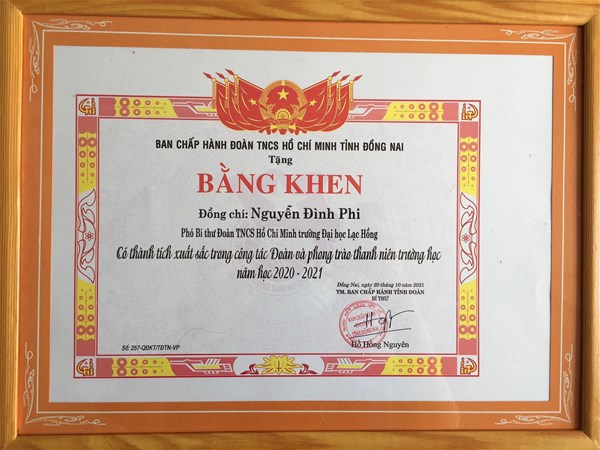 BAN CHẤP HÀNH ĐOÀN TNCS HỒ CHÍ MINH TỈNH ĐỒNG NAI
Tặng
BẰNG KHEN
Đồng chí: Nguyễn Đình Phi
Phó Bí thư Đoàn TNCS Hồ Chí Minh trường Đại học Lạc Hồng
Có thành tích xuất sắc trong công tác Đoàn và phong trào thanh niên trường học
năm học 2020 - 2021
Đồng Nai, ngày 20 tháng 10 năm 2021
TM. BAN CHẤP HÀNH TỈNH ĐOÀN
BÍ THƯ
Hồ Hồng Nguyên
Số: 257-QĐKT/TĐTN-VP